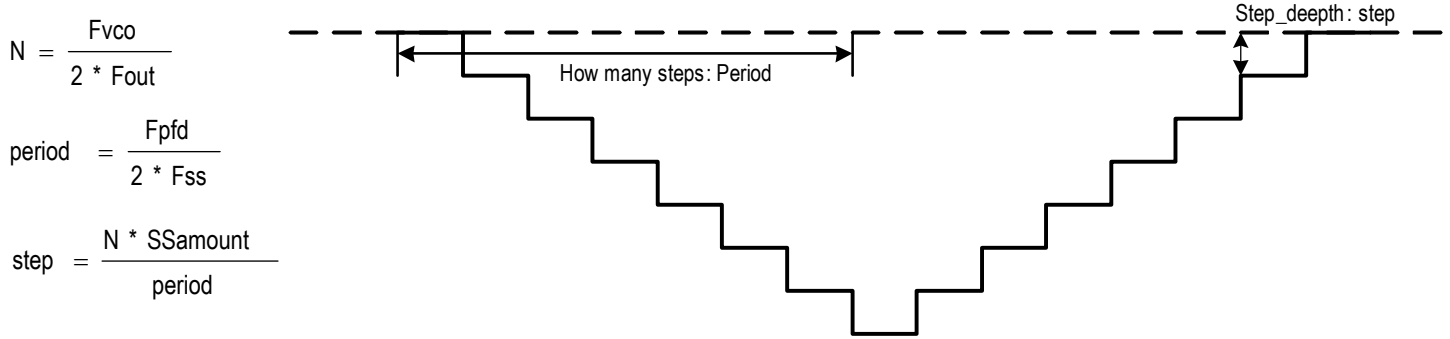 N = Fvco / 2 * Fout
period = Fpfd / 2 * Fss
step = N * SSamount / period
How many steps: Period
Step_deepth: step